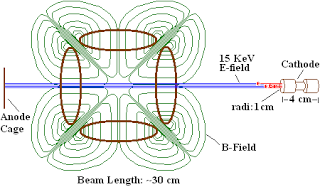 15 KeV
E-field
Cathode
radi:1cm
|-4 cm-|
Anode
Cage
B-Field
Beam Length: ~30 cm